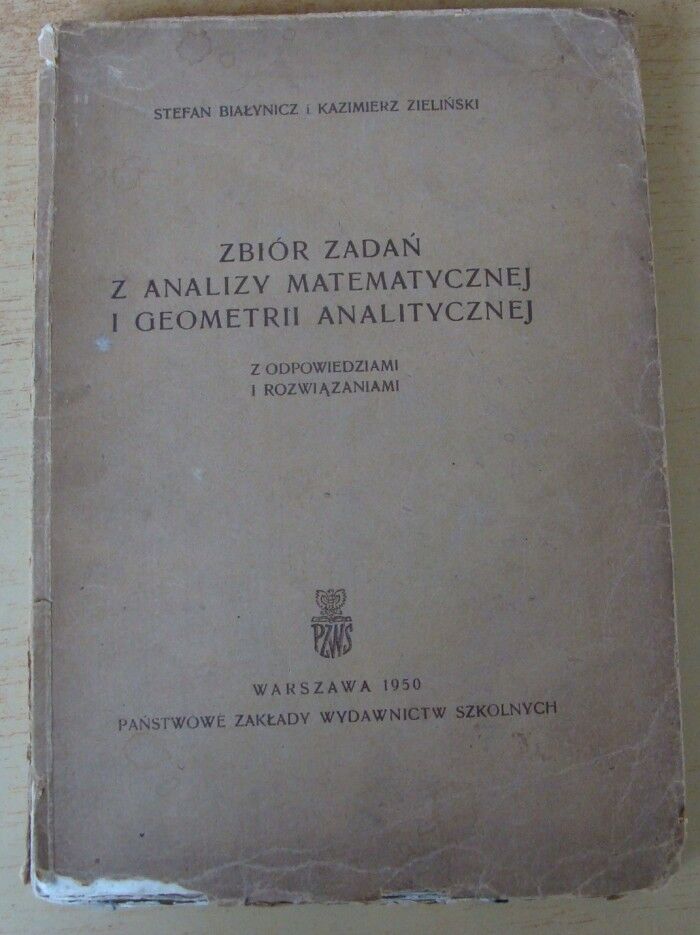 STEFAN BIAŁYNICZ i KAZIMIERZ ZIELIŃSKI
ZBIÓR ZADAŃ
Z ANALIZY MATEMATYCZNEJ
I GEOMETRII ANALITYCZNEJ
Z ODPOWIEDZIAMI
I ROZWIĄZANIAMI
PZWS
WARSZAWA 1950
PAŃSTWOWE ZAKŁADY WYDAWNICTW SZKOLNYCH